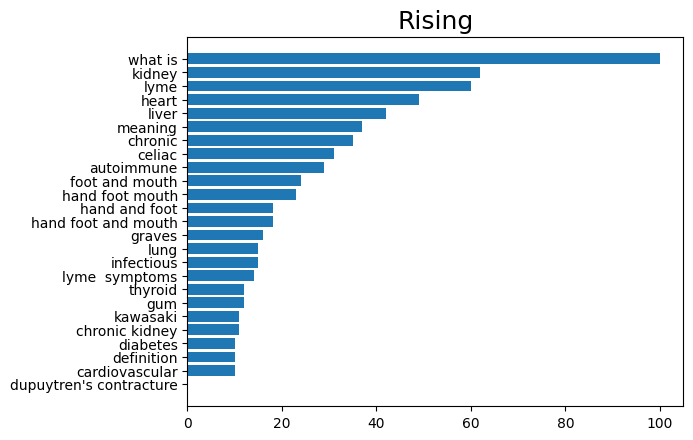 Rising
what is
kidney
lyme
heart
liver
meaning
chronic
celiac
autoimmune
foot and mouth
hand foot mouth
hand and foot
hand foot and mouth
graves
lung
infectious
lyme  symptoms
thyroid
gum
kawasaki
chronic kidney
diabetes
definition
cardiovascular
dupuytren's contracture
0 20 40 60 80 100